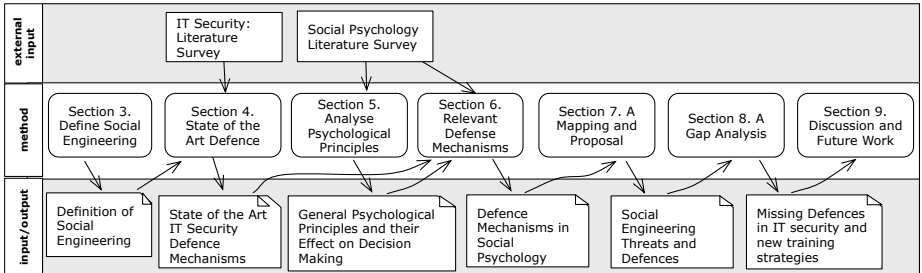 external
input
IT Security:
Literature
Survey
Social Psychology
Literature Survey
method
Section 3.
Define Social
Engineering
Section 4.
State of the
Art Defence
Section 5.
Analyse
Psychological
Principles
Section 6.
Relevant
Defense
Mechanisms
Section 7. A
Mapping and
Proposal
Section 8. A
Gap Analysis
Section 9.
Discussion and
Future Work
input/output
Definition of
Social
Engineering
State of the Art
IT Security
Defence
Mechanisms
General Psychological
Principles and their
Effect on Decision
Making
Defence
Mechanisms in
Social
Psychology
Social
Engineering
Threats and
Defences
Missing Defences
in IT security and
new training
strategies